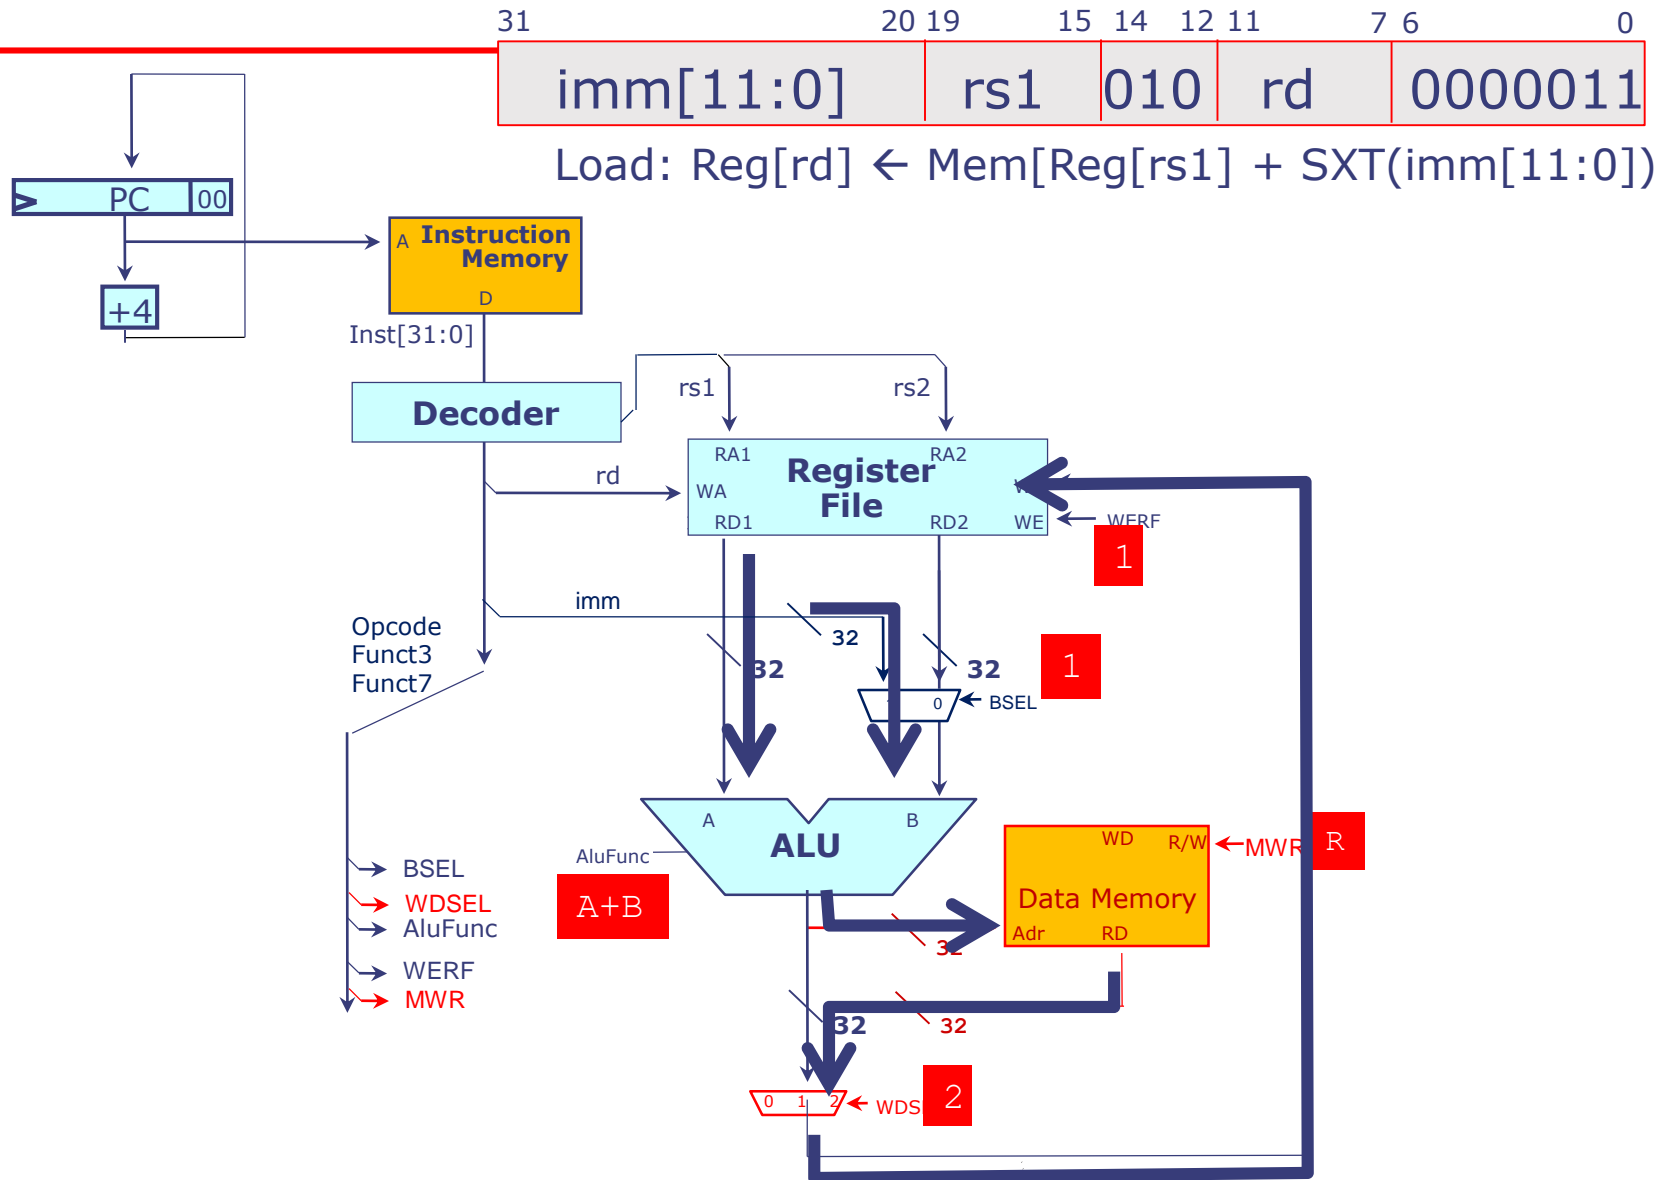 31 20 19 15 14 12 11 7 6 0
imm[11:0] rs1 010 rd 0000011
Load: Reg[rd] ← Mem[Reg[rs1] + SXT(imm[11:0])
PC 00
A Instruction
Memory
D
+4
Inst[31:0]
rs1 rs2
Decoder
RA1 RA2
Register
File
rd
WA
RD1 RD2 WE
WERF
1
imm
32
Opcode
Funct3
Funct7
32 32
1
0 BSEL
A B
ALU
AluFunc
A+B
WD R/W
MWR R
Data Memory
Adr RD
32
BSEL
WDSEL
AluFunc
WERF
MWR
32 32
0 1 2
2